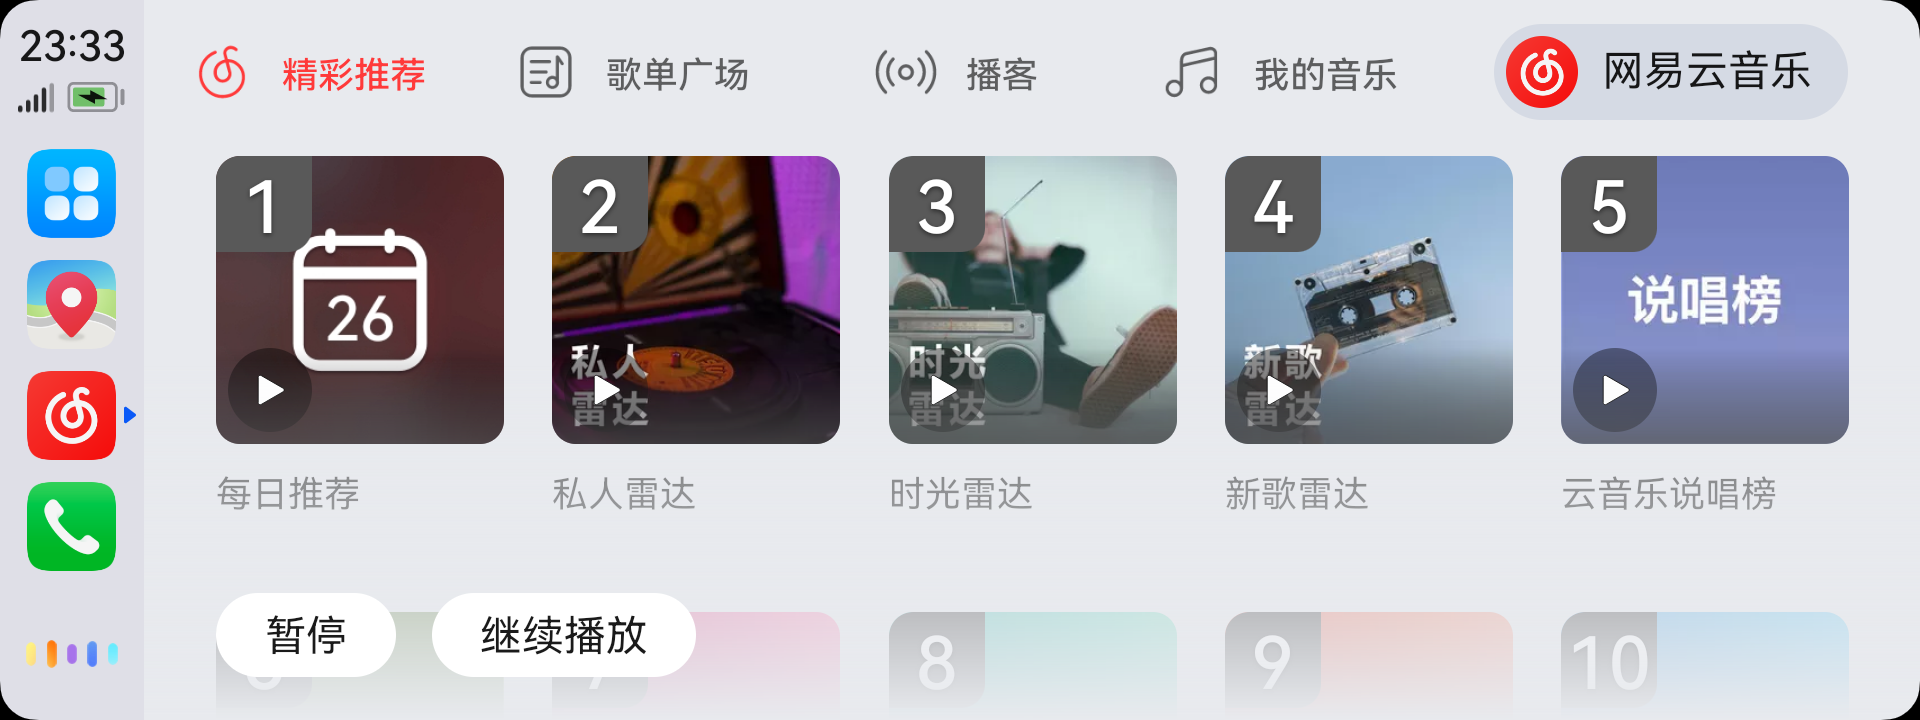 23:33
精彩推荐
歌单广场
播客
我的音乐
网易云音乐
1
26
每日推荐
2
私人
雷达
私人雷达
3
时光
雷达
时光雷达
4
新歌
雷达
新歌雷达
5
说唱榜
云音乐说唱榜
暂停
继续播放
8
9
10